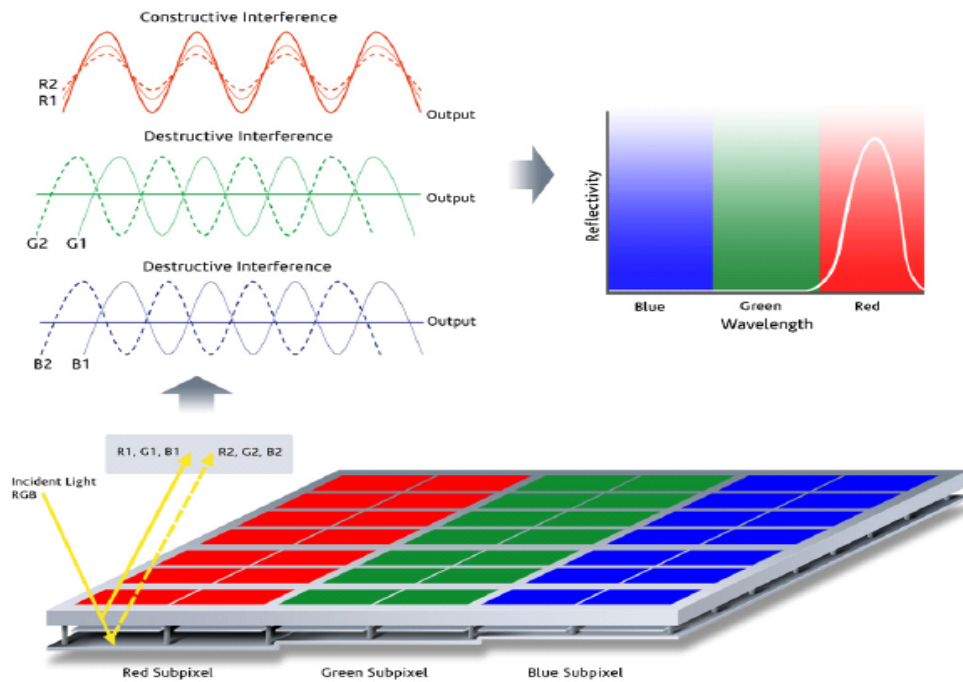 Constructive Interference
R2
R1
Output
Destructive Interference
Output
G2 G1
Destructive Interference
Output
B2 B1
Reflectivity
Blue Green Red
Wavelength
R1, G1, B1 R2, G2, B2
Incident Light
RGB
Red Subpixel Green Subpixel Blue Subpixel